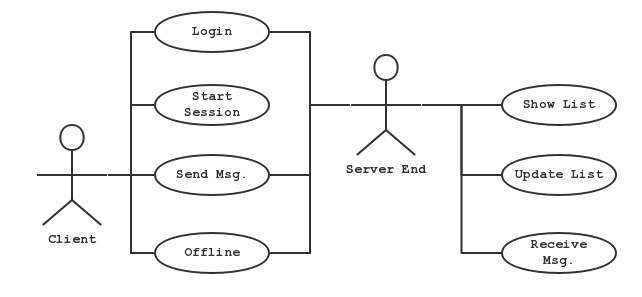 Login
Start
Session
Show List
Send Msg.
Server End
Update List
Client
Offline
Receive
Msg.